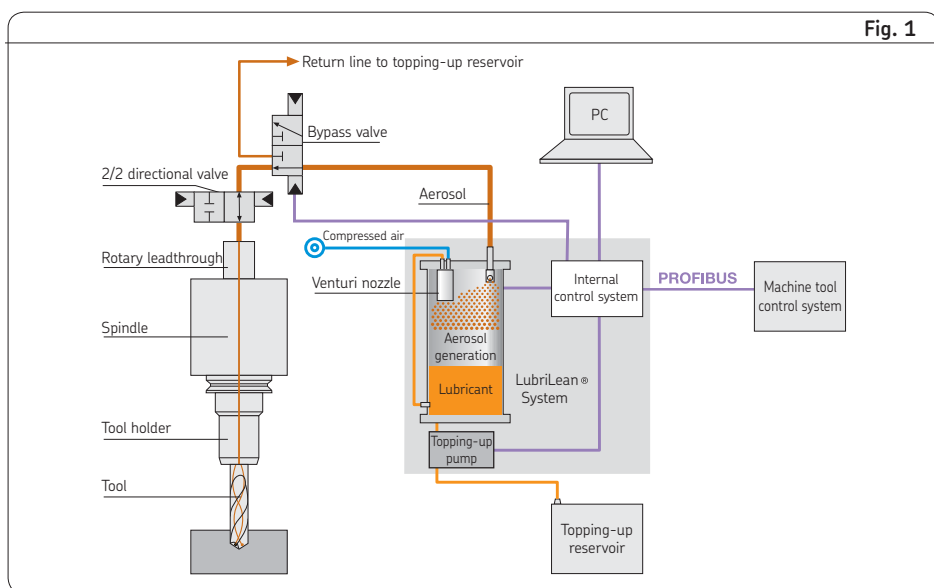 Fig. 1
Return line to topping-up reservoir
Bypass valve
PC
2/2 directional valve
Aerosol
Compressed air
Rotary leadthrough
Venturi nozzle
Internal
control system
PROFIBUS
Machine tool
control system
Spindle
Aerosol
generation
LubriLean ®
System
Lubricant
Tool holder
Topping-up
pump
Tool
Topping-up
reservoir